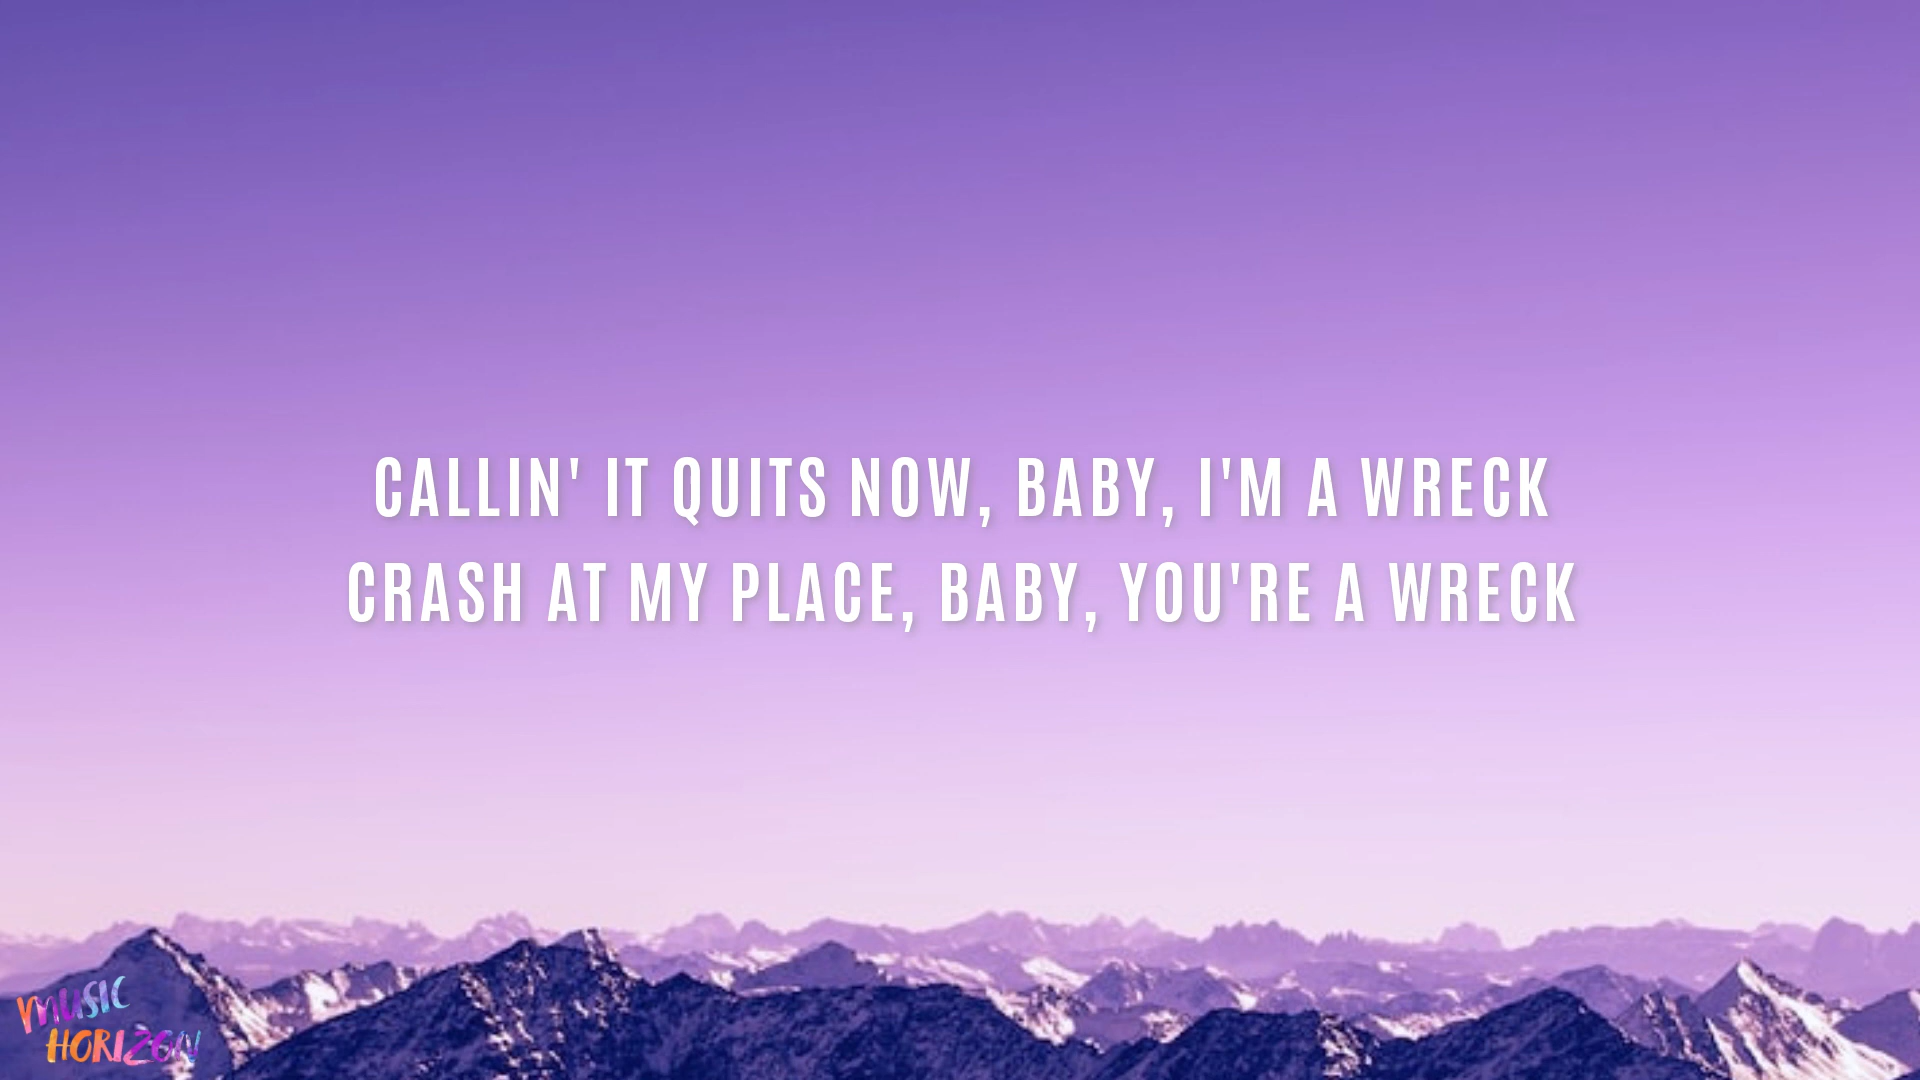 CALLIN' IT QUITS NOW, BABY, I'M A WRECK
CRASH AT MY PLACE, BABY, YOU'RE A WRECK
MUSIC
HORIZON